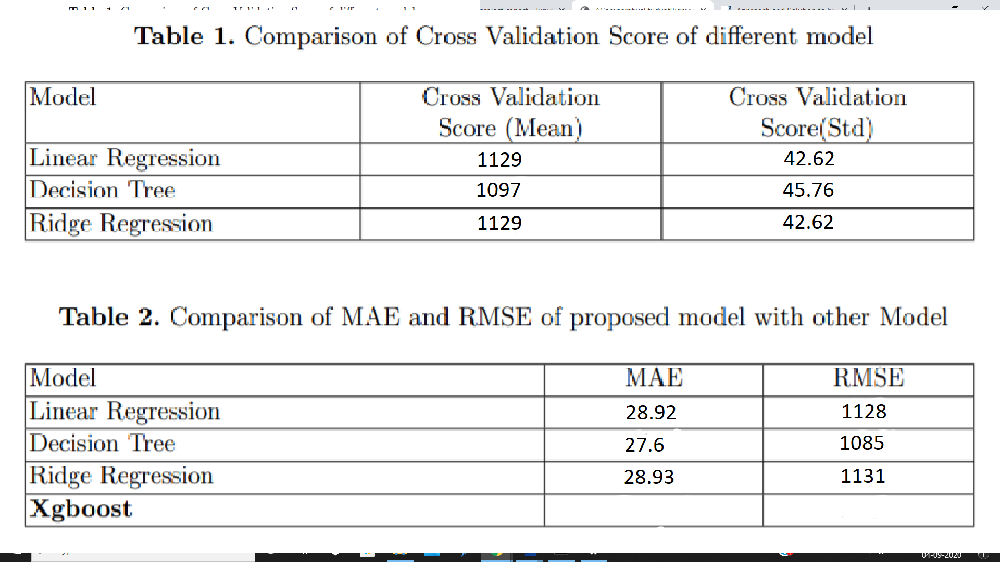 Table 1. Comparison of Cross Validation Score of different model
Model Cross Validation Score (Mean) Cross Validation Score(Std)
Linear Regression 1129 42.62
Decision Tree 1097 45.76
Ridge Regression 1129 42.62
Table 2. Comparison of MAE and RMSE of proposed model with other Model
Model MAE RMSE
Linear Regression 28.92 1128
Decision Tree 27.6 1085
Ridge Regression 28.93 1131
Xgboost
04-09-2020